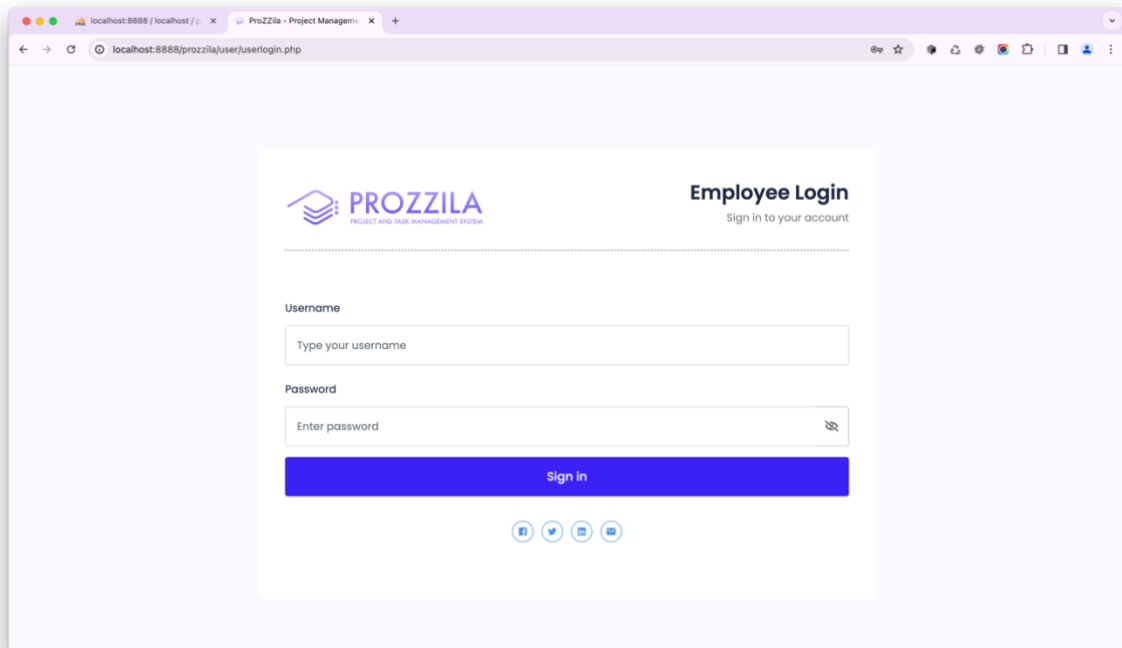 localhost:8888 / localhost / p
ProZZila - Project Manageme
localhost:8888/prozzila/user/userlogin.php
PROZZILA
PROJECT AND TASK MANAGEMENT SYSTEM
Employee Login
Sign in to your account
Username
Type your username
Password
Enter password
Sign in